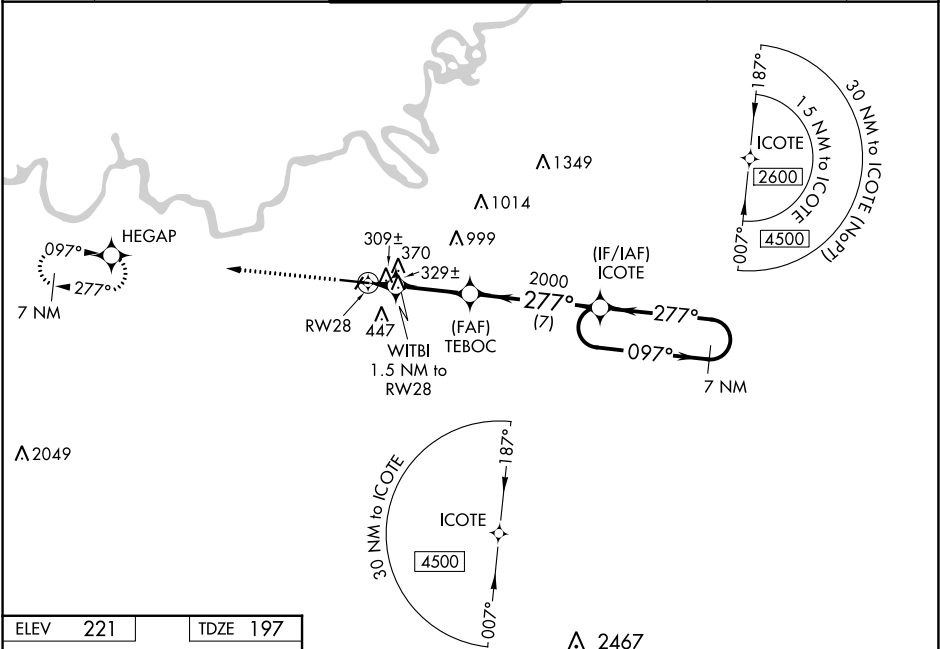 187°
30 NM to ICOTE (NoPT)
15 NM to ICOTE
ICOTE
2600
4500
007°
1349
1014
999
HEGAP
097°
277°
7 NM
309±
370
329±
RW28
447
WITBI
1.5 NM to
RW28
(FAF)
TEBOC
2000
277°
(7)
(IF/IAF)
ICOTE
277°
097°
7 NM
2049
30 NM to ICOTE
187°
ICOTE
4500
007°
2467
ELEV 221
TDZE 197